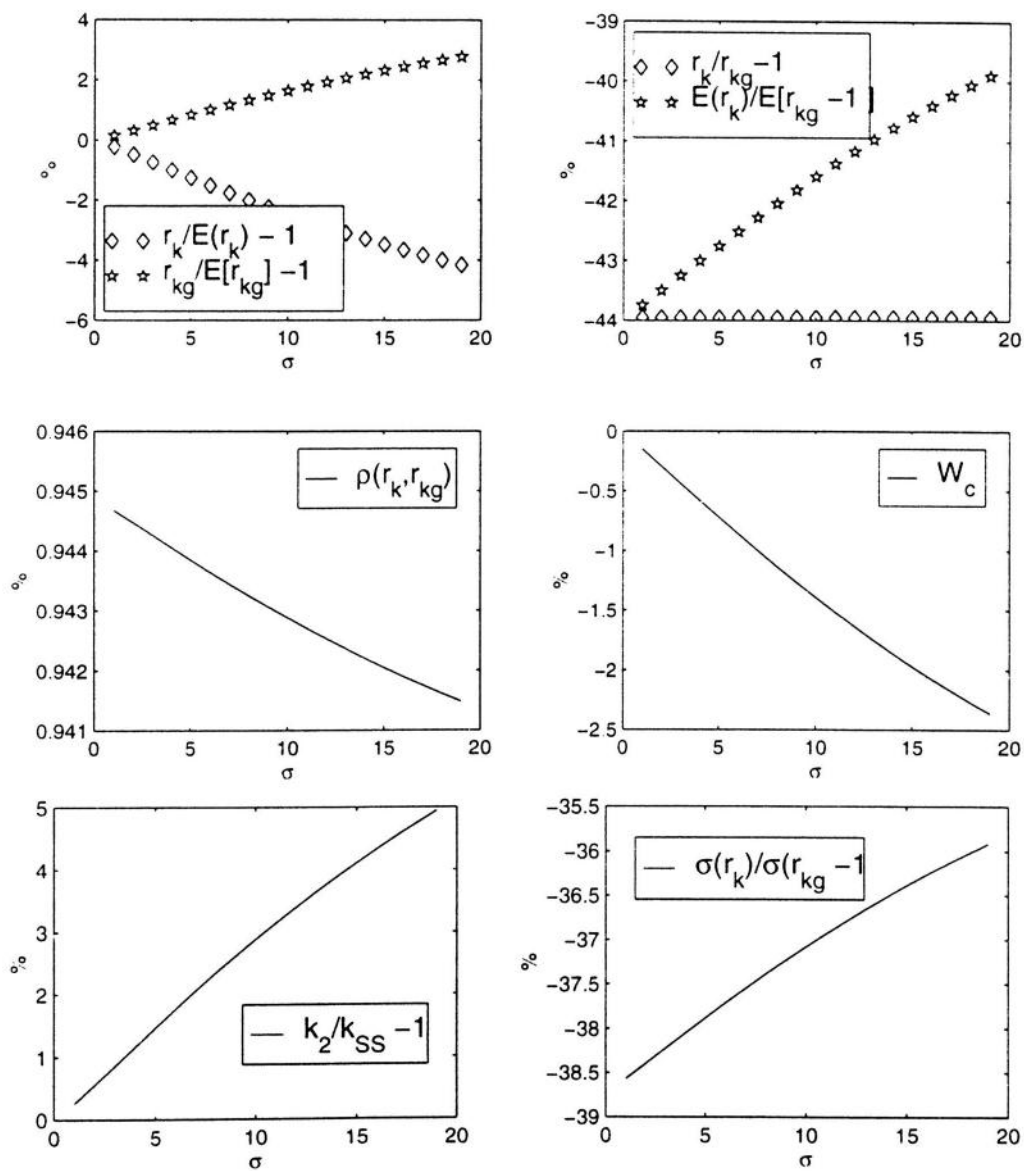 4
2
0
−2
−4
−6
%
r_k/E(r_k) − 1
r_kg/E[r_kg] −1
0 5 10 15 20
σ
−39
−40
−41
−42
−43
−44
%
r_k/r_kg −1
E(r_k)/E[r_kg −1 ]
0 5 10 15 20
σ
0.946
0.945
0.944
0.943
0.942
0.941
%
ρ(r_k,r_kg)
0 5 10 15 20
σ
0
−0.5
−1
−1.5
−2
−2.5
%
W_c
0 5 10 15 20
σ
5
4
3
2
1
0
%
k_2/k_SS −1
0 5 10 15 20
σ
−35.5
−36
−36.5
−37
−37.5
−38
−38.5
−39
%
σ(r_k)/σ(r_kg −1
0 5 10 15 20
σ